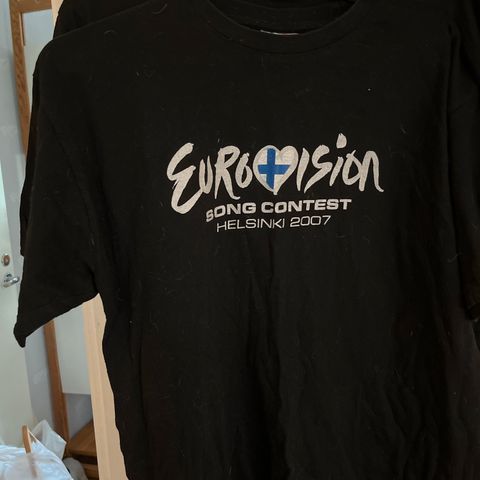 EUROVISION
SONG CONTEST
HELSINKI 2007